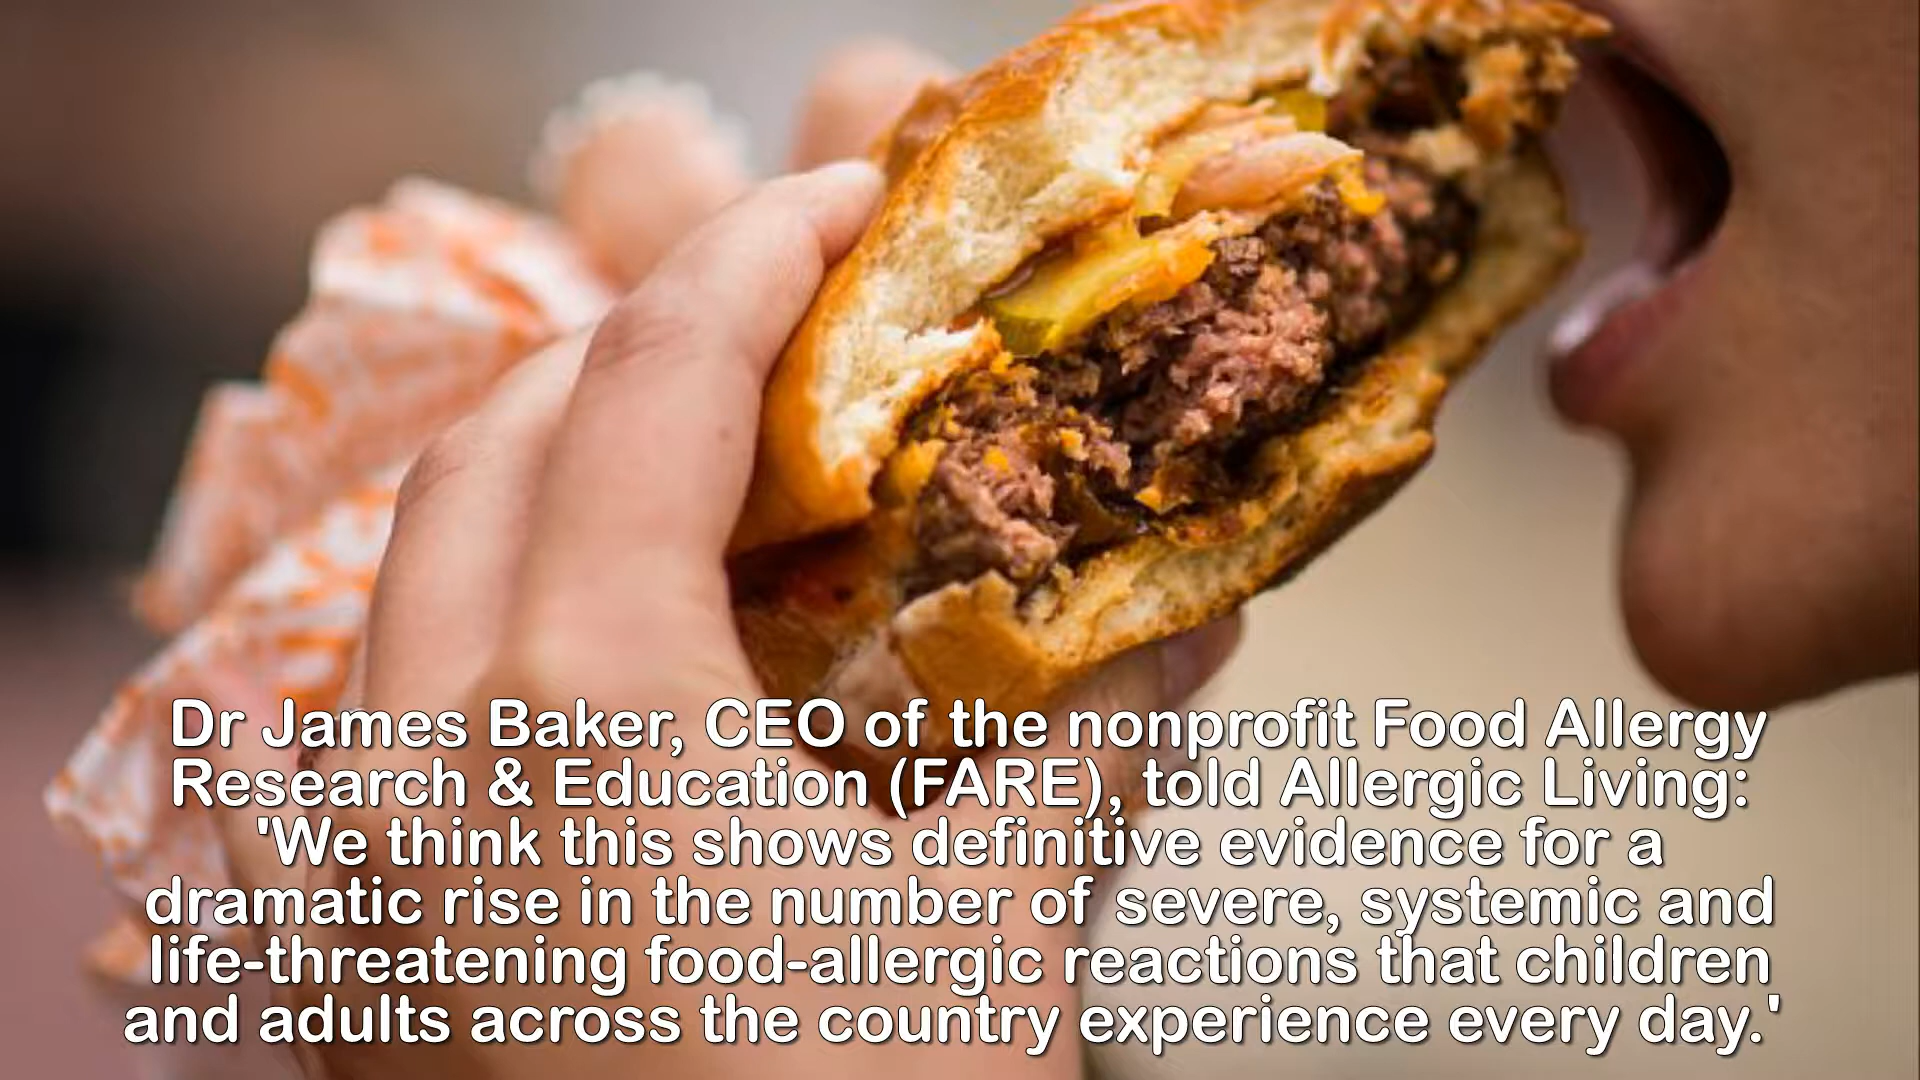 Dr James Baker, CEO of the nonprofit Food Allergy
Research & Education (FARE), told Allergic Living:
'We think this shows definitive evidence for a
dramatic rise in the number of severe, systemic and
life-threatening food-allergic reactions that children
and adults across the country experience every day.'